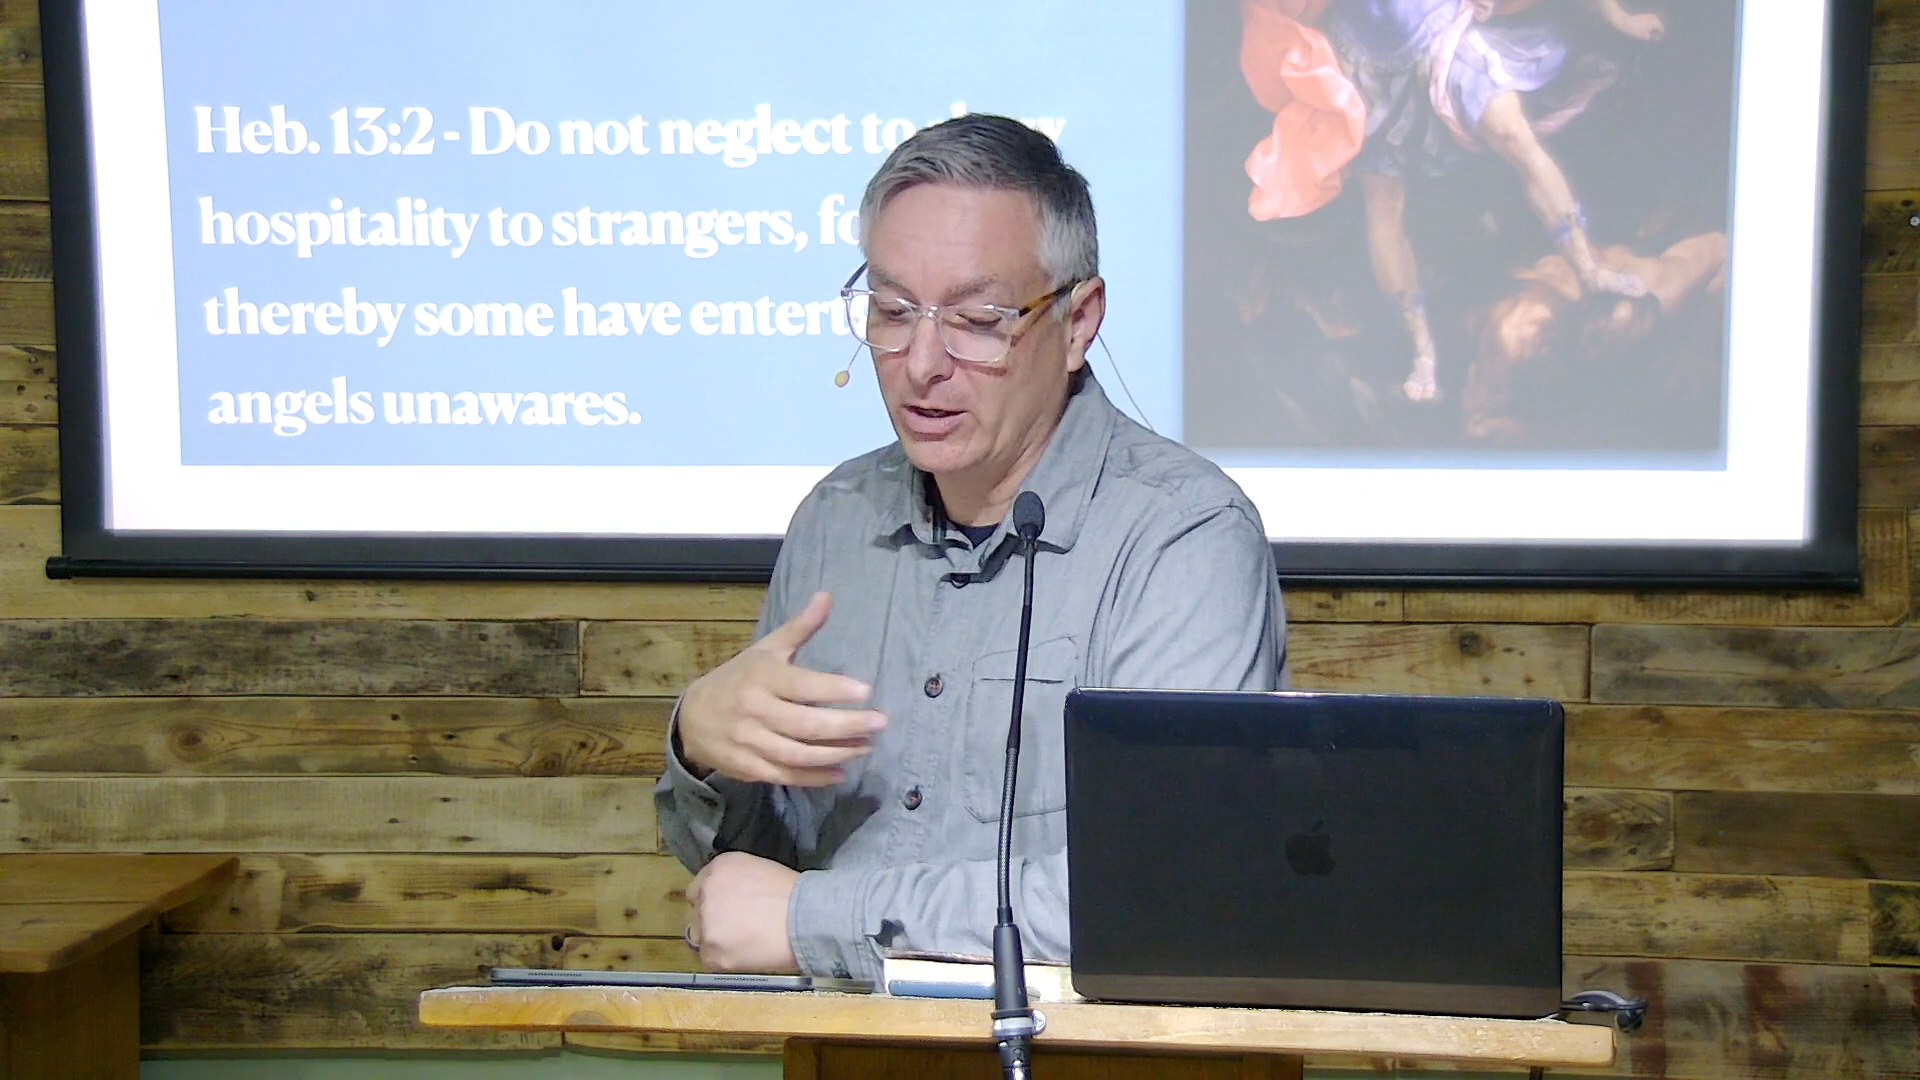 Heb. 13:2 - Do not neglect to
hospitality to strangers,
thereby some have
angels unawares.